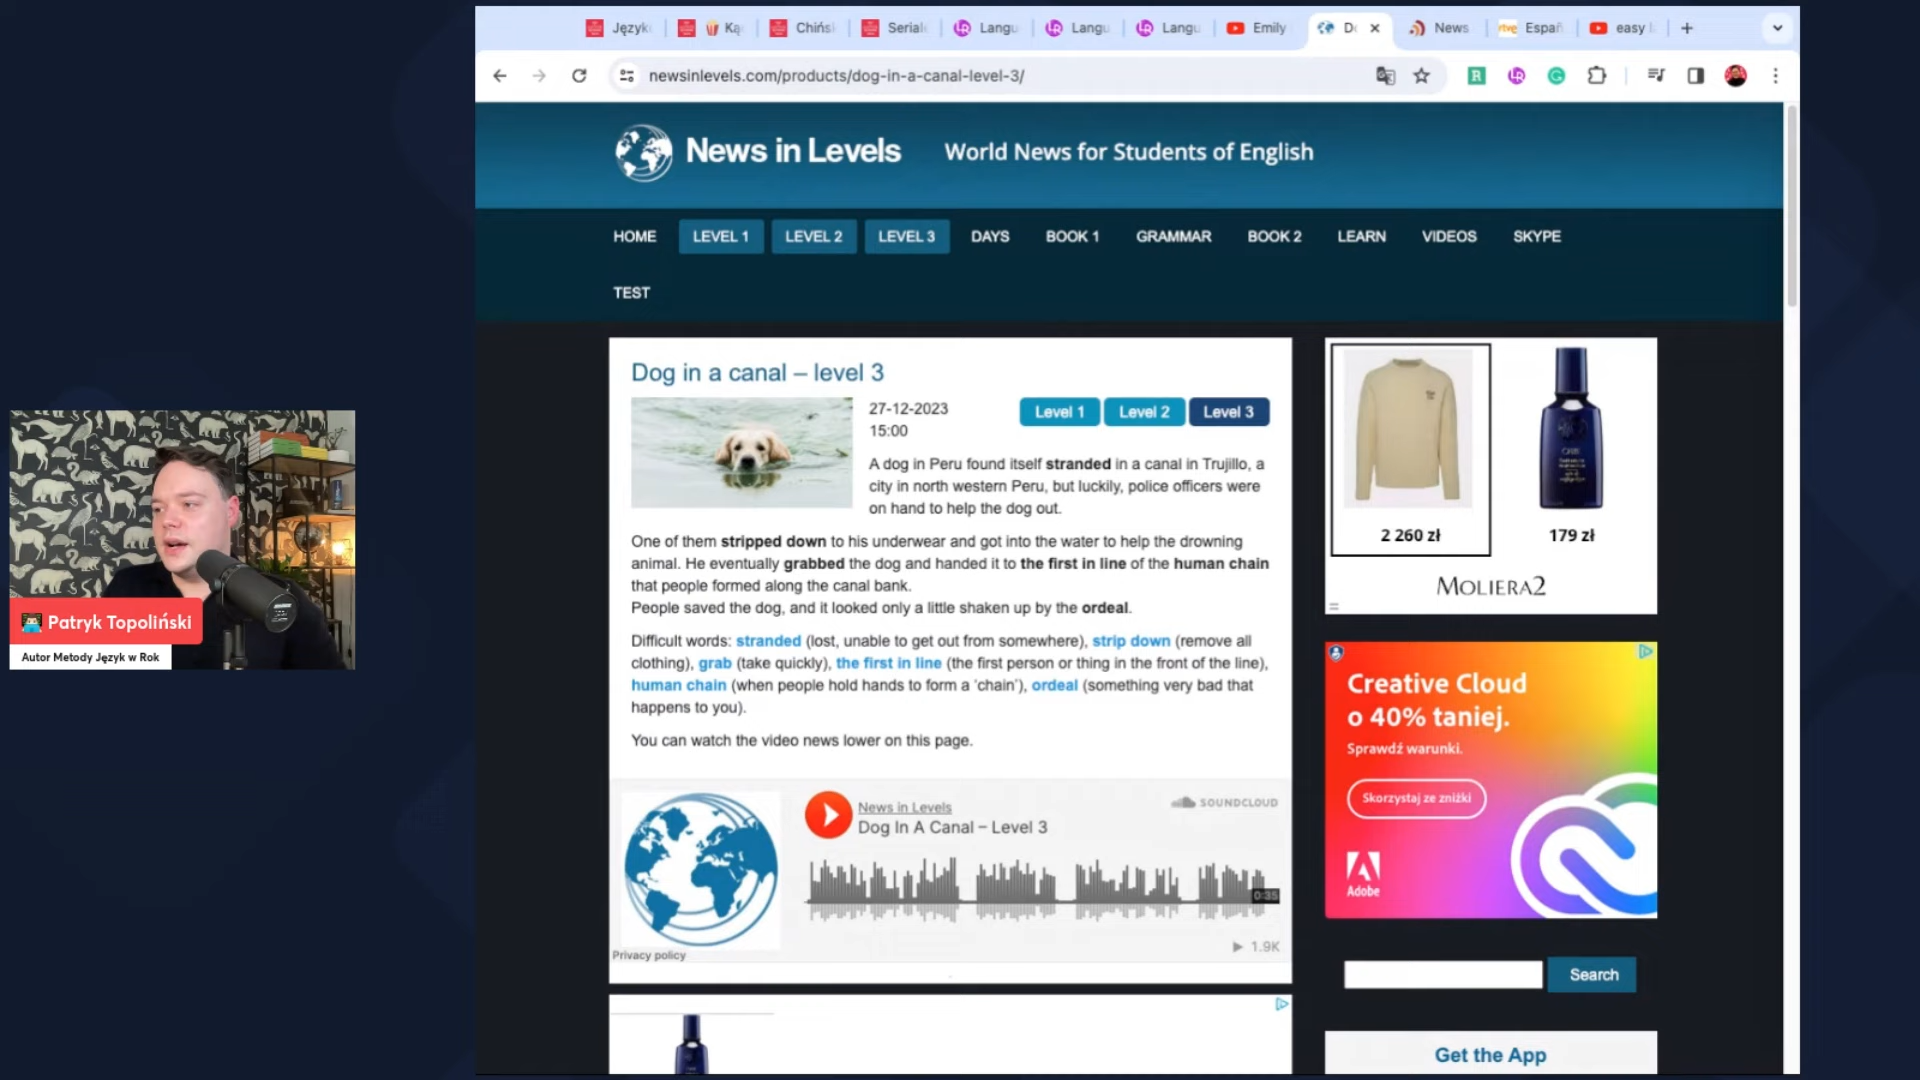 Języki
Ką
Chińs
Serial
Langu
Langu
Langu
Emily
Do
News
rtve Españ
easy l
newsinlevels.com/products/dog-in-a-canal-level-3/
News in Levels World News for Students of English
HOME LEVEL 1 LEVEL 2 LEVEL 3 DAYS BOOK 1 GRAMMAR BOOK 2 LEARN VIDEOS SKYPE
TEST
Dog in a canal – level 3
27-12-2023
15:00
Level 1 Level 2 Level 3
A dog in Peru found itself stranded in a canal in Trujillo, a
city in north western Peru, but luckily, police officers were
on hand to help the dog out.
One of them stripped down to his underwear and got into the water to help the drowning
animal. He eventually grabbed the dog and handed it to the first in line of the human chain
that people formed along the canal bank.
People saved the dog, and it looked only a little shaken up by the ordeal.
Difficult words: stranded (lost, unable to get out from somewhere), strip down (remove all
clothing), grab (take quickly), the first in line (the first person or thing in the front of the line),
human chain (when people hold hands to form a ‘chain’), ordeal (something very bad that
happens to you).
You can watch the video news lower on this page.
News in Levels
Dog In A Canal – Level 3
SOUNDCLOUD
0:35
1.9K
Privacy policy
2 260 zł
179 zł
MOLIERA2
Creative Cloud
o 40% taniej.
Sprawdź warunki.
Skorzystaj ze zniżki
Adobe
Search
Get the App
Patryk Topoliński
Autor Metody Język w Rok